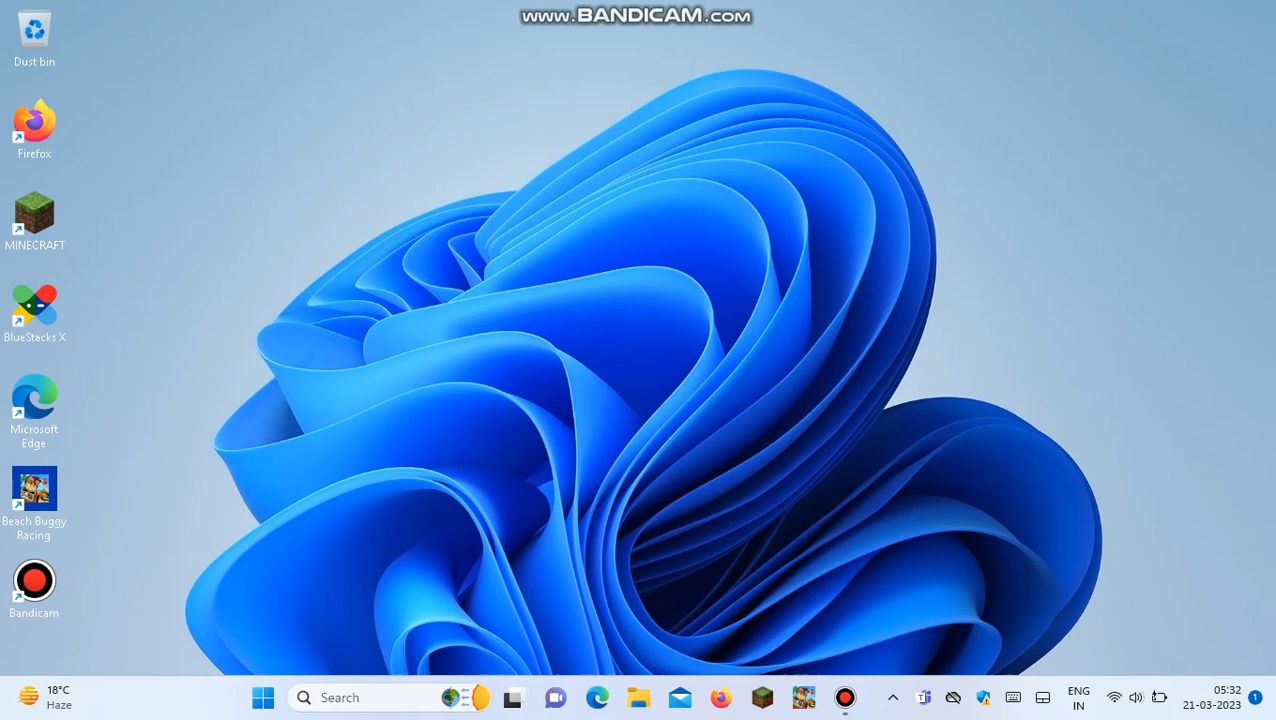 www.BANDICAM.com
Dust bin
Firefox
MINECRAFT
BlueStacks X
Microsoft
Edge
Beach Buggy
Racing
Bandicam
18°C
Haze
Search
ENG
IN
05:32
21-03-2023
1